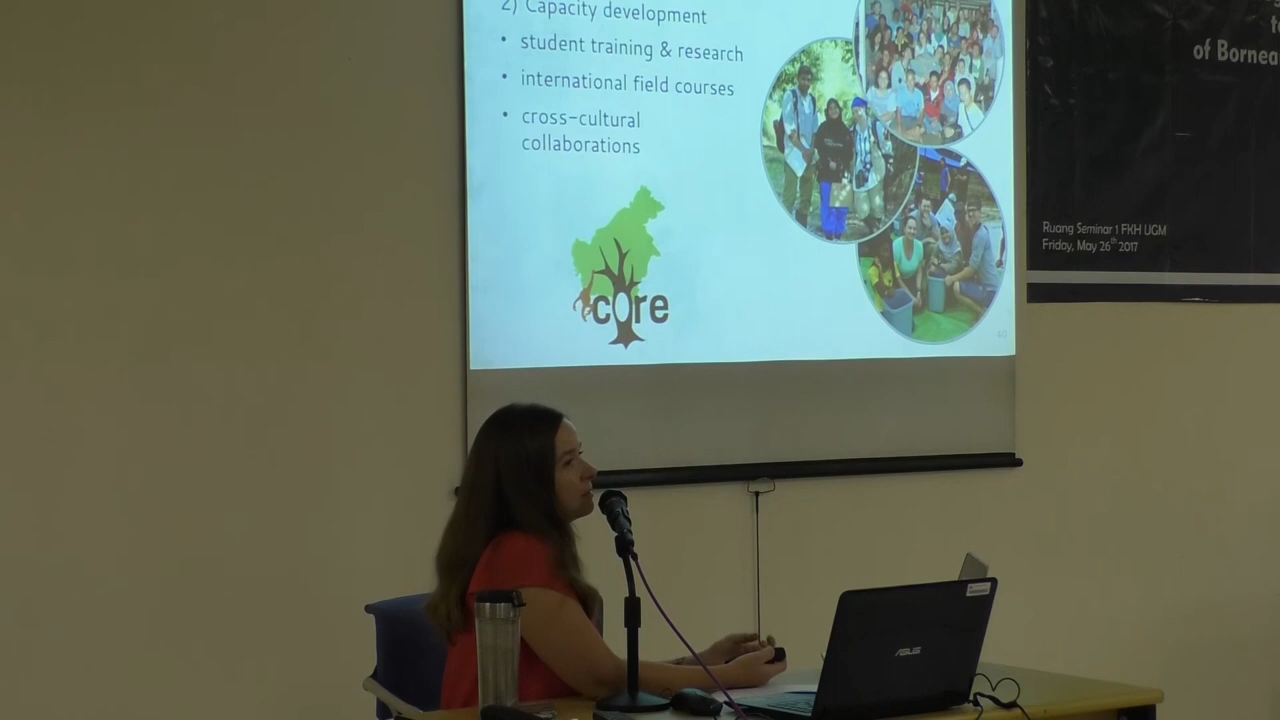 2) Capacity development
• student training & research
• international field courses
• cross-cultural
collaborations
core
40
of Bornea
Ruang Seminar 1 FKH UGM
Friday, May 26th 2017
ASUS